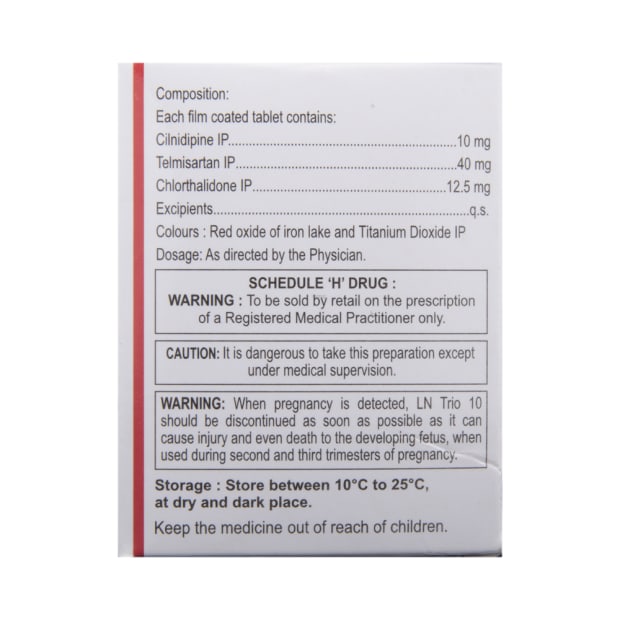 Composition:
Each film coated tablet contains:
Cilnidipine IP..........................................................10 mg
Telmisartan IP........................................................40 mg
Chlorthalidone IP................................................12.5 mg
Excipients...............................................................q.s.
Colours : Red oxide of iron lake and Titanium Dioxide IP
Dosage: As directed by the Physician.
SCHEDULE ‘H’ DRUG :
WARNING : To be sold by retail on the prescription
of a Registered Medical Practitioner only.
CAUTION: It is dangerous to take this preparation except
under medical supervision.
WARNING: When pregnancy is detected, LN Trio 10
should be discontinued as soon as possible as it can
cause injury and even death to the developing fetus, when
used during second and third trimesters of pregnancy.
Storage : Store between 10°C to 25°C,
at dry and dark place.
Keep the medicine out of reach of children.